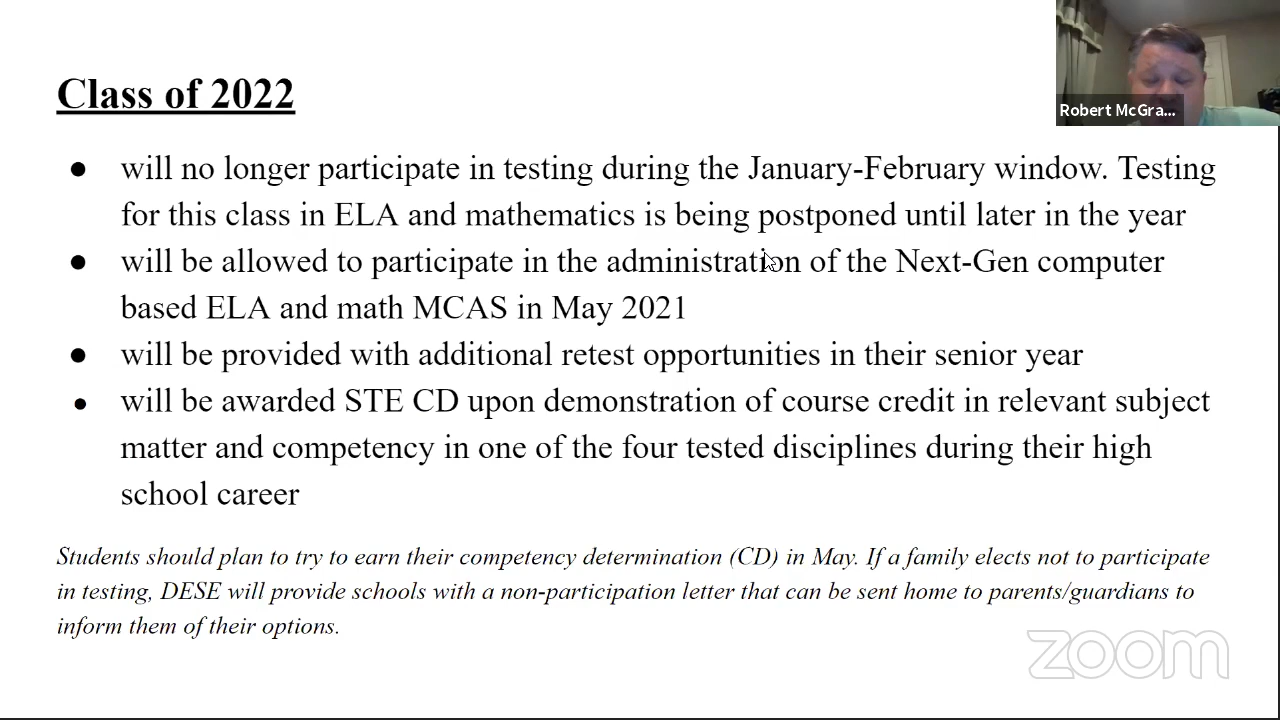 Class of 2022
Robert McGra...
● will no longer participate in testing during the January-February window. Testing
for this class in ELA and mathematics is being postponed until later in the year
● will be allowed to participate in the administration of the Next-Gen computer
based ELA and math MCAS in May 2021
● will be provided with additional retest opportunities in their senior year
● will be awarded STE CD upon demonstration of course credit in relevant subject
matter and competency in one of the four tested disciplines during their high
school career
Students should plan to try to earn their competency determination (CD) in May. If a family elects not to participate
in testing, DESE will provide schools with a non-participation letter that can be sent home to parents/guardians to
inform them of their options.
zoom